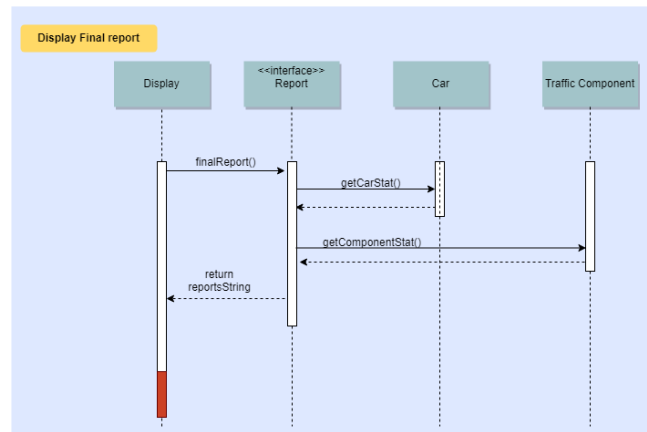 Display Final report
Display
<<interface>>
Report
Car
Traffic Component
finalReport()
getCarStat()
getComponentStat()
return
reportsString